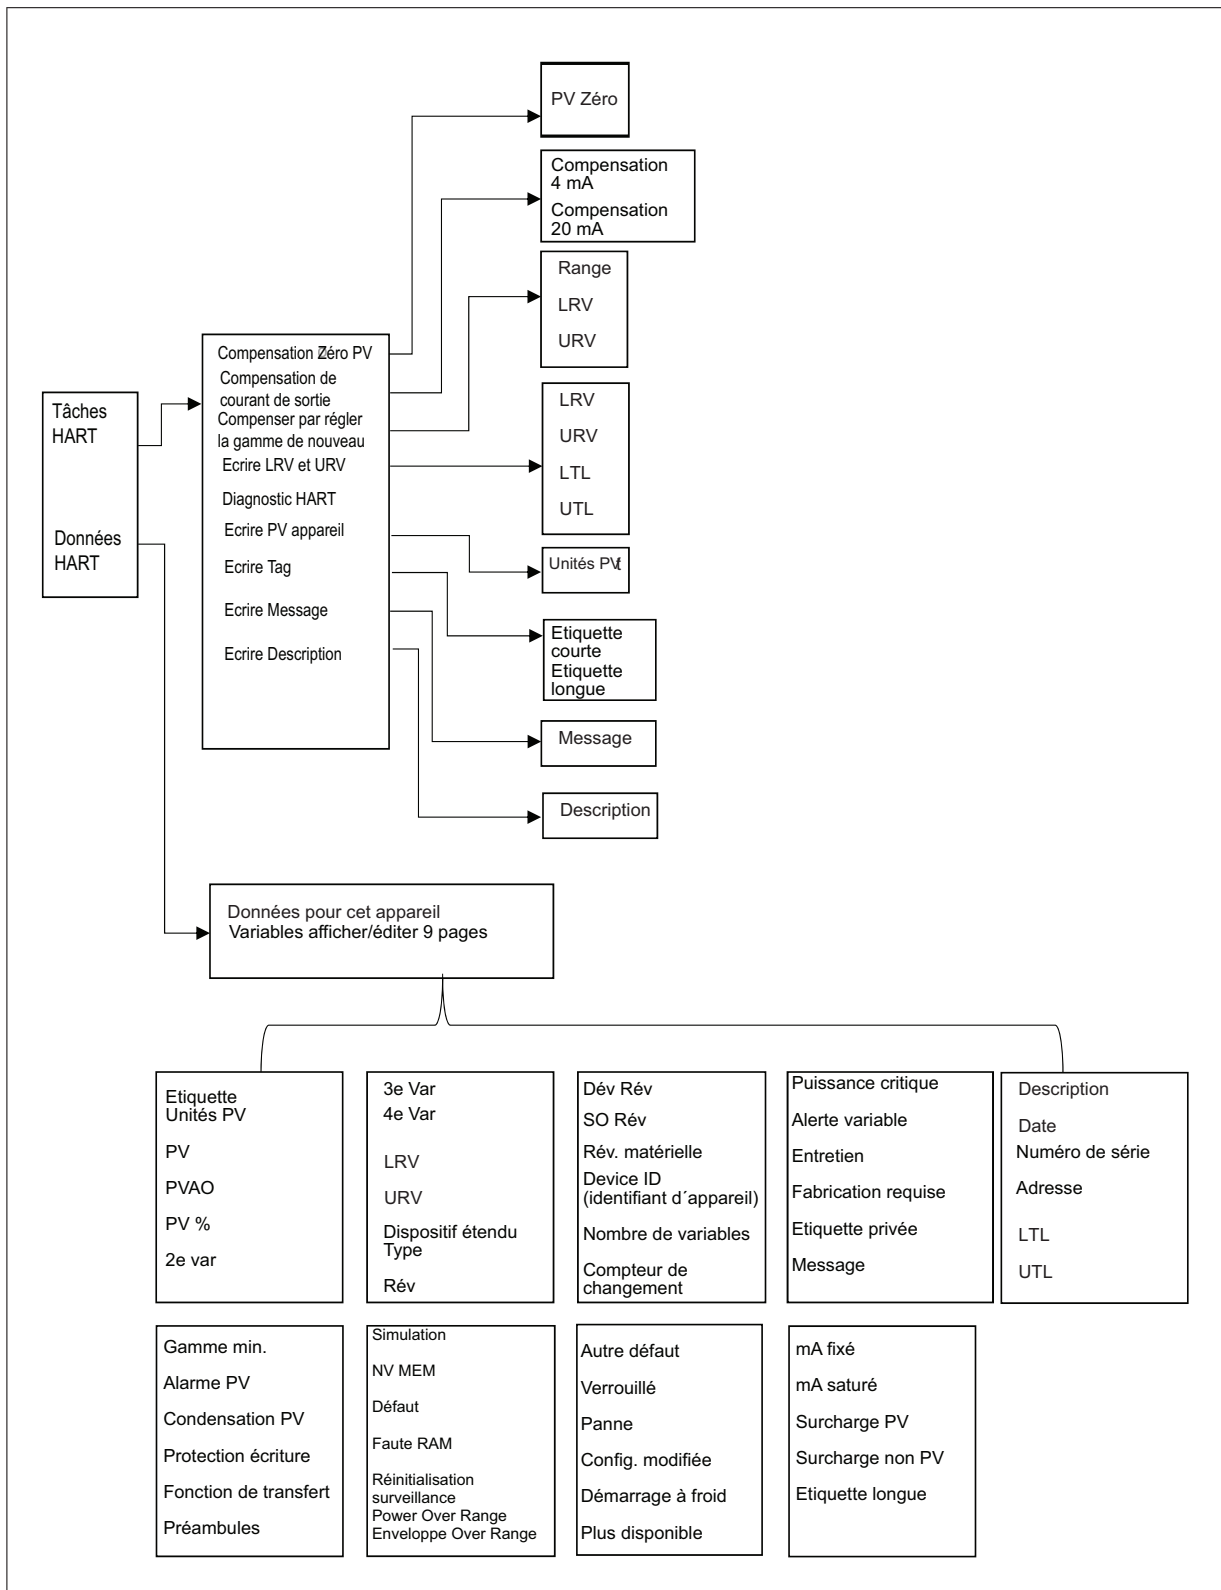 PV Zéro
Compensation
4 mA
Compensation
20 mA
Range
LRV
URV
LRV
URV
LTL
UTL
Tâches
HART
Données
HART
Compensation Zéro PV
Compensation de
courant de sortie
Compenser par régler
la gamme de nouveau
Ecrire LRV et URV
Diagnostic HART
Ecrire PV appareil
Ecrire Tag
Ecrire Message
Ecrire Description
Unités PV
Etiquette
courte
Etiquette
longue
Message
Description
Données pour cet appareil
Variables afficher/éditer 9 pages
Etiquette
Unités PV
PV
PVAO
PV %
2e var
3e Var
4e Var
LRV
URV
Dispositif étendu
Type
Rév
Dév Rév
SO Rév
Rév. matérielle
Device ID
(identifiant d´appareil)
Nombre de variables
Compteur de
changement
Puissance critique
Alerte variable
Entretien
Fabrication requise
Etiquette privée
Message
Description
Date
Numéro de série
Adresse
LTL
UTL
Gamme min.
Alarme PV
Condensation PV
Protection écriture
Fonction de transfert
Préambules
Simulation
NV MEM
Défaut
Faute RAM
Réinitialisation
surveillance
Power Over Range
Enveloppe Over Range
Autre défaut
Verrouillé
Panne
Config. modifiée
Démarrage à froid
Plus disponible
mA fixé
mA saturé
Surcharge PV
Surcharge non PV
Etiquette longue